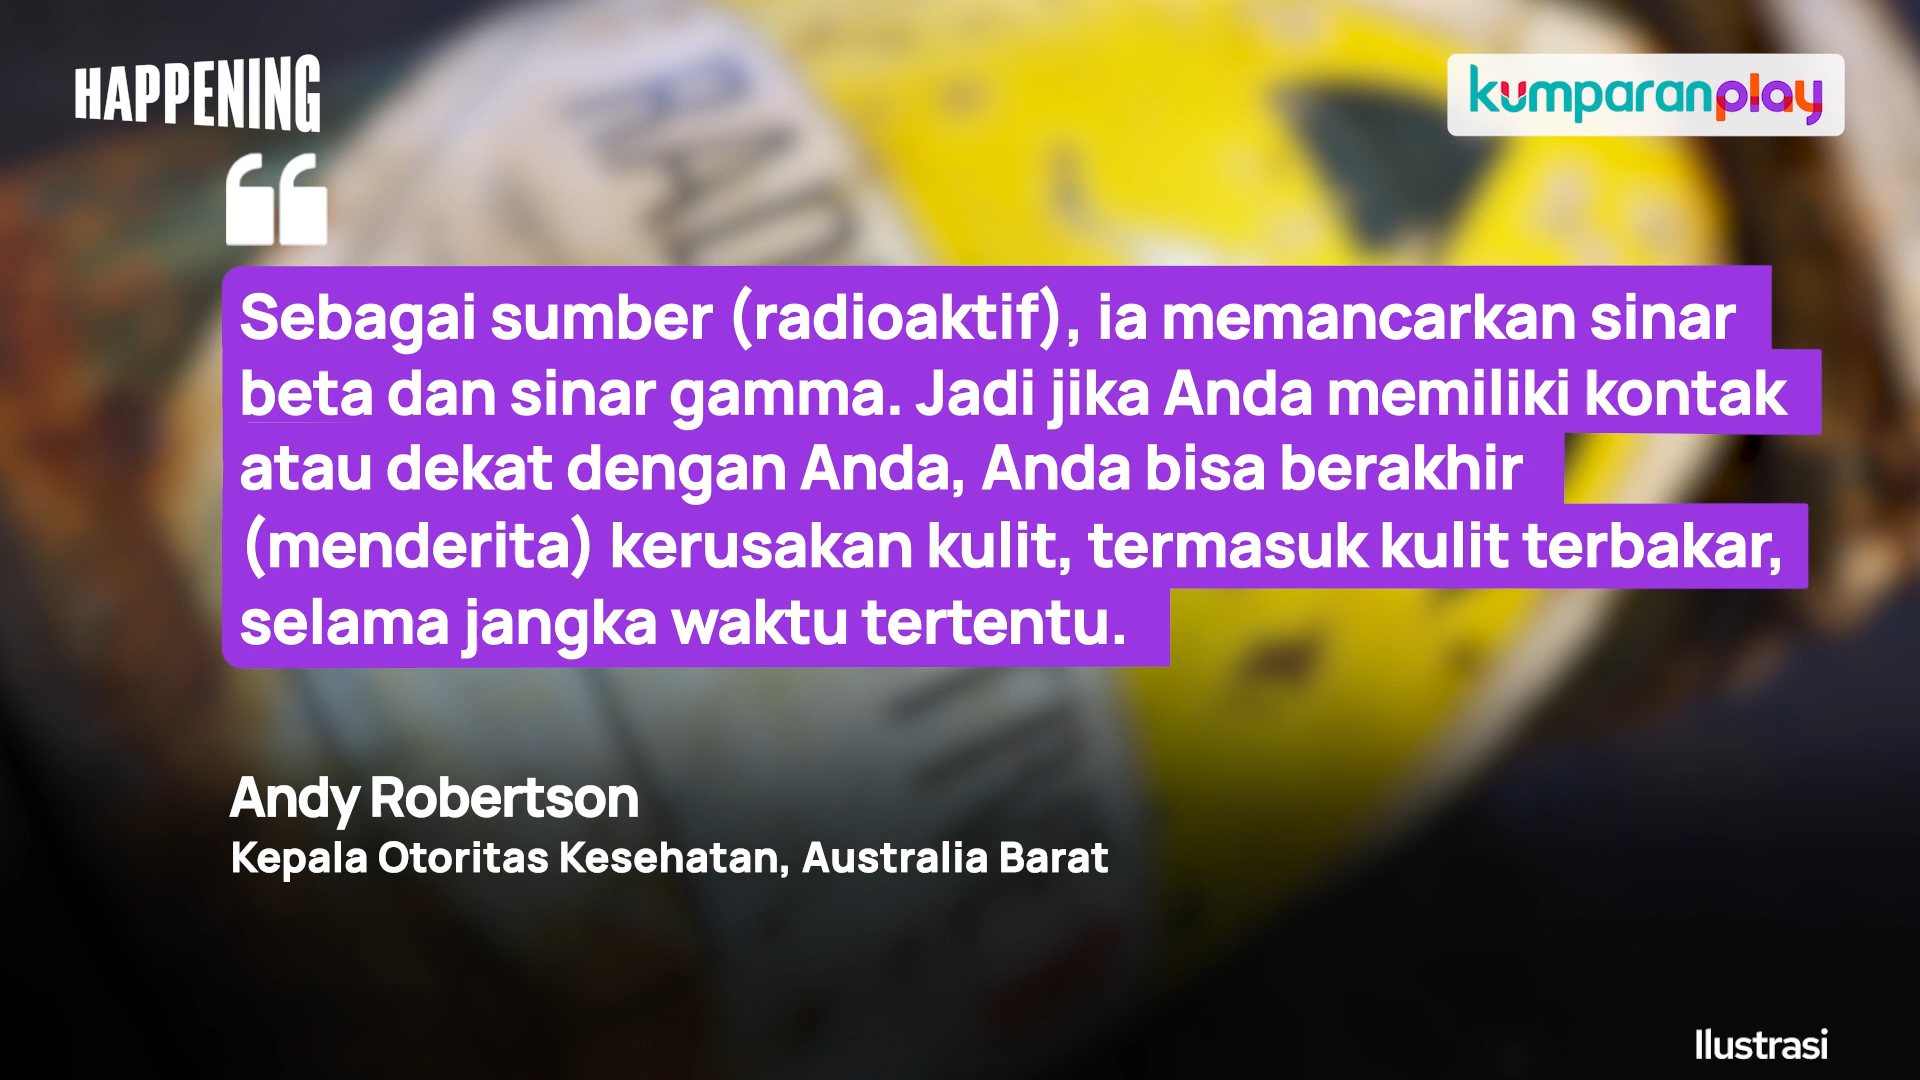 HAPPENING
kumparanplay
“
Sebagai sumber (radioaktif), ia memancarkan sinar
beta dan sinar gamma. Jadi jika Anda memiliki kontak
atau dekat dengan Anda, Anda bisa berakhir
(menderita) kerusakan kulit, termasuk kulit terbakar,
selama jangka waktu tertentu.
Andy Robertson
Kepala Otoritas Kesehatan, Australia Barat
Ilustrasi